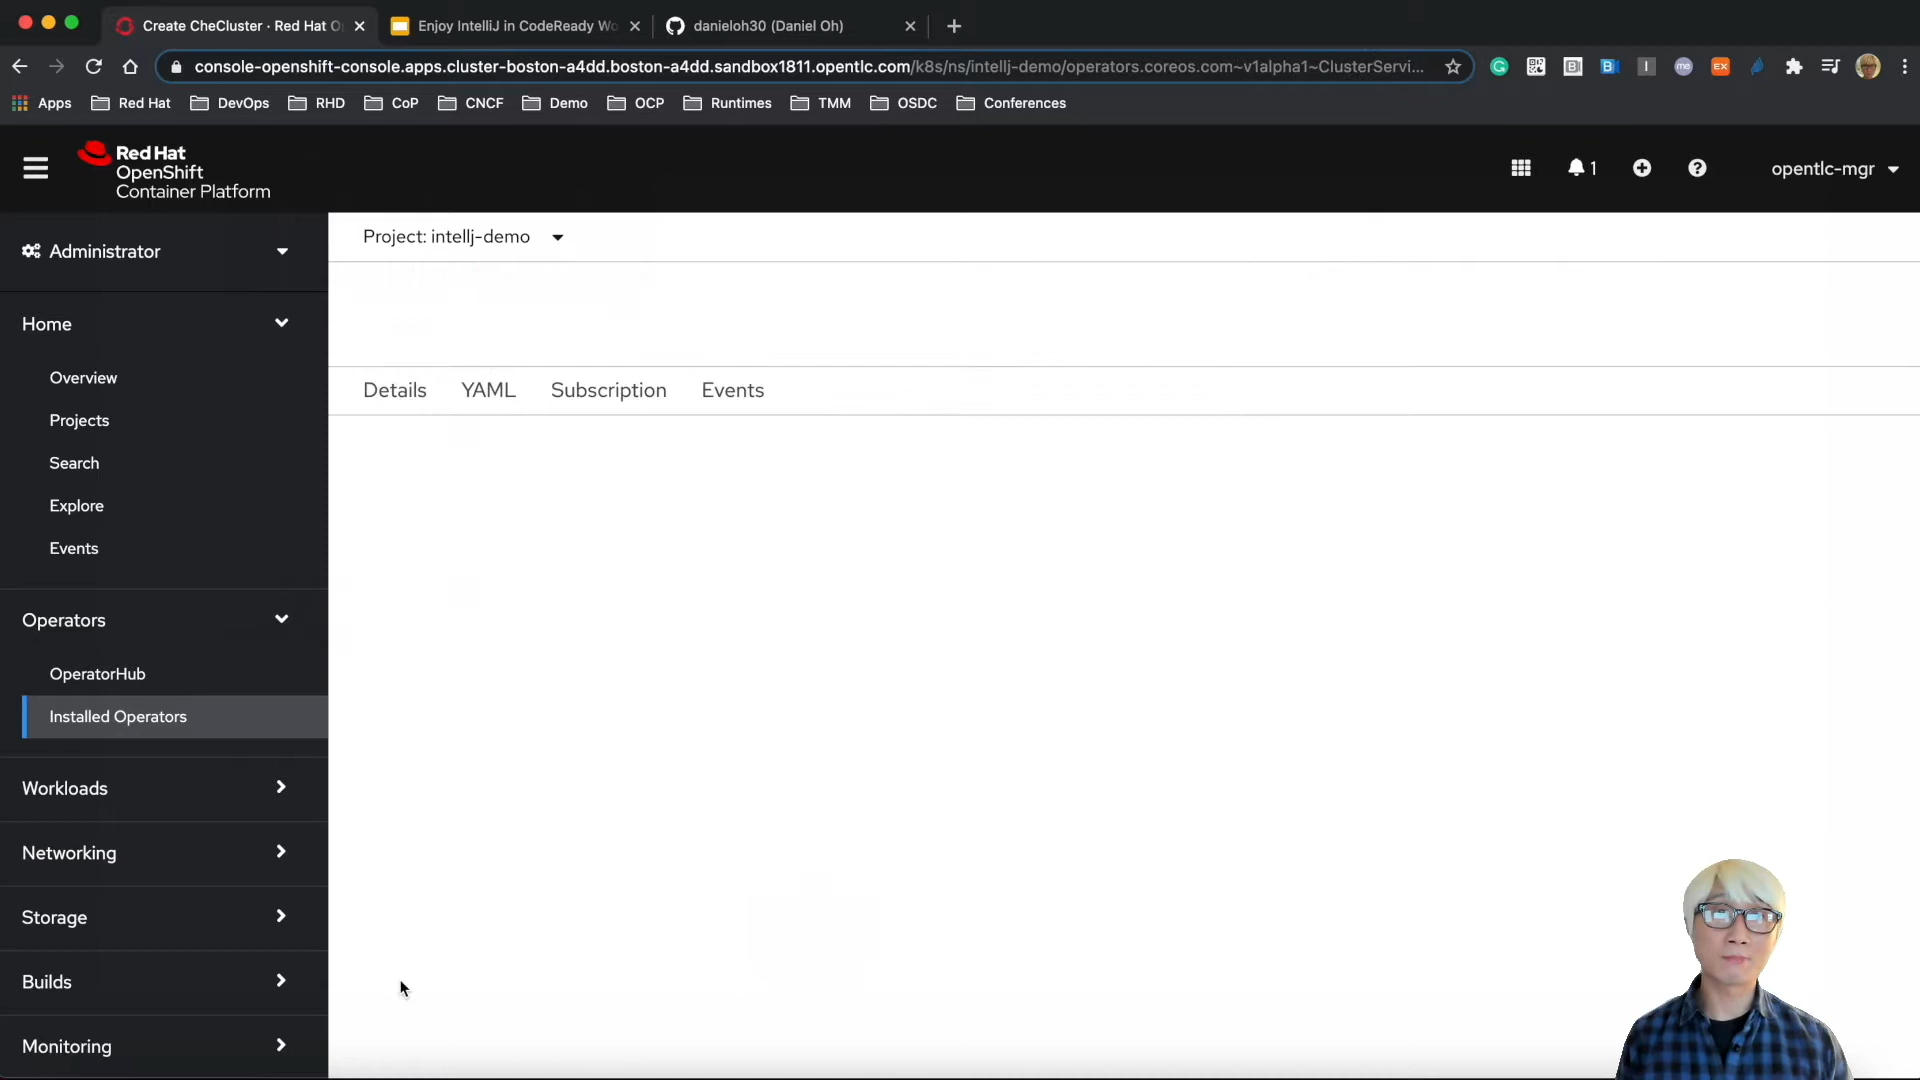 Create CheCluster · Red Hat O
Enjoy IntelliJ in CodeReady Wo
danieloh30 (Daniel Oh)
console-openshift-console.apps.cluster-boston-a4dd.boston-a4dd.sandbox1811.opentlc.com/k8s/ns/intellj-demo/operators.coreos.com~v1alpha1~ClusterServi...
Apps Red Hat DevOps RHD CoP CNCF Demo OCP Runtimes TMM OSDC Conferences
Red Hat
OpenShift
Container Platform
1
opentlc-mgr
Administrator
Project: intellj-demo
Home
Overview
Projects
Search
Explore
Events
Details YAML Subscription Events
Operators
OperatorHub
Installed Operators
Workloads
Networking
Storage
Builds
Monitoring